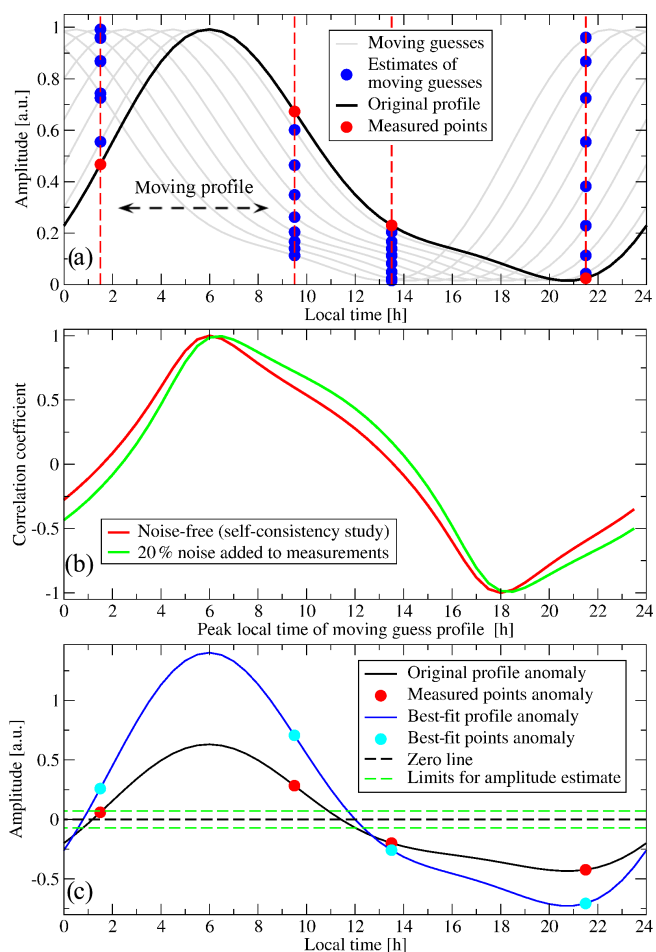 1
0.8
0.6
0.4
0.2
0
Amplitude [a.u.]
Moving guesses
Estimates of
moving guesses
Original profile
Measured points
Moving profile
(a)
0 2 4 6 8 10 12 14 16 18 20 22 24
Local time [h]
1
0.5
0
-0.5
-1
Correlation coefficient
Noise-free (self-consistency study)
20 % noise added to measurements
(b)
0 2 4 6 8 10 12 14 16 18 20 22 24
Peak local time of moving guess profile [h]
1
0.5
0
-0.5
Amplitude [a.u.]
Original profile anomaly
Measured points anomaly
Best-fit profile anomaly
Best-fit points anomaly
Zero line
Limits for amplitude estimate
(c)
0 2 4 6 8 10 12 14 16 18 20 22 24
Local time [h]